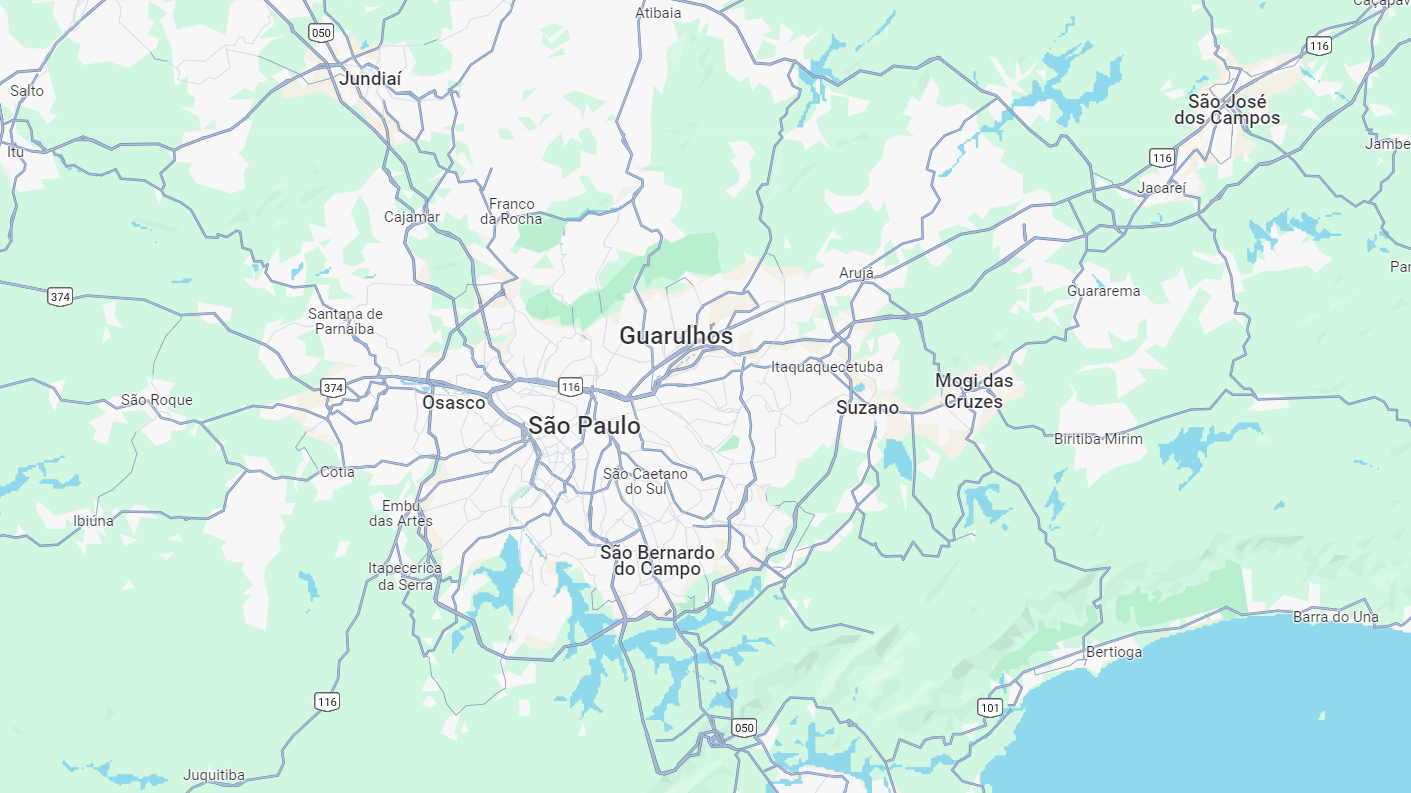 Atibaia
Caçapav
050
116
Jundiaí
Salto
São José
dos Campos
Itu
116
Jambe
Jacareí
Franco
da Rocha
Cajamar
Arujá
Par
374
Guararema
Santana de
Parnaíba
Guarulhos
Itaquaquecetuba
374
116
Mogi das
Cruzes
São Roque
Osasco
Suzano
São Paulo
Biritiba Mirim
Cotia
São Caetano
do Sul
Embu
das Artes
Ibiúna
São Bernardo
do Campo
Itapecerica
da Serra
Barra do Una
Bertioga
116
101
050
Juquitiba